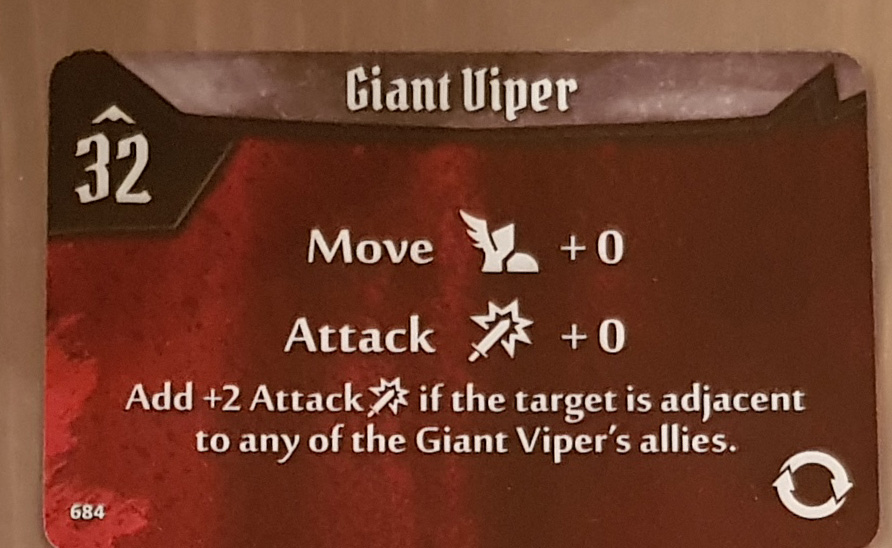 Giant Viper
32
Move + 0
Attack + 0
Add +2 Attack if the target is adjacent
to any of the Giant Viper's allies.
684